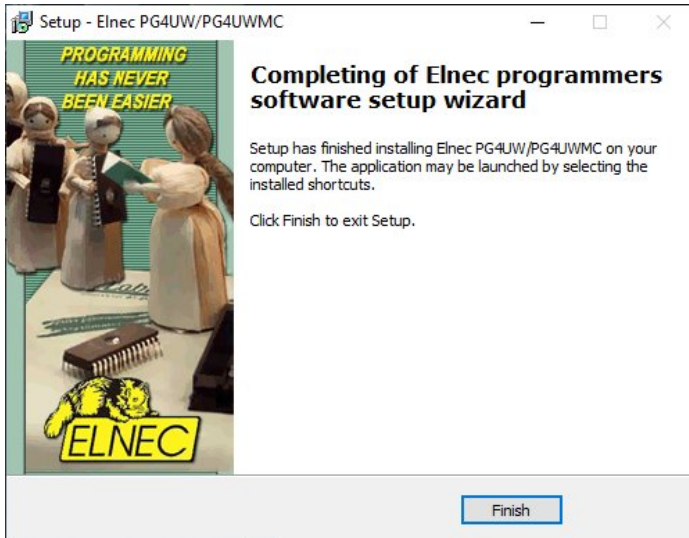 Setup - Elnec PG4UW/PG4UWMC
PROGRAMMING
HAS NEVER
BEEN EASIER
Completing of Elnec programmers
software setup wizard
Setup has finished installing Elnec PG4UW/PG4UWMC on your
computer. The application may be launched by selecting the
installed shortcuts.
Click Finish to exit Setup.
ELNEC
Finish